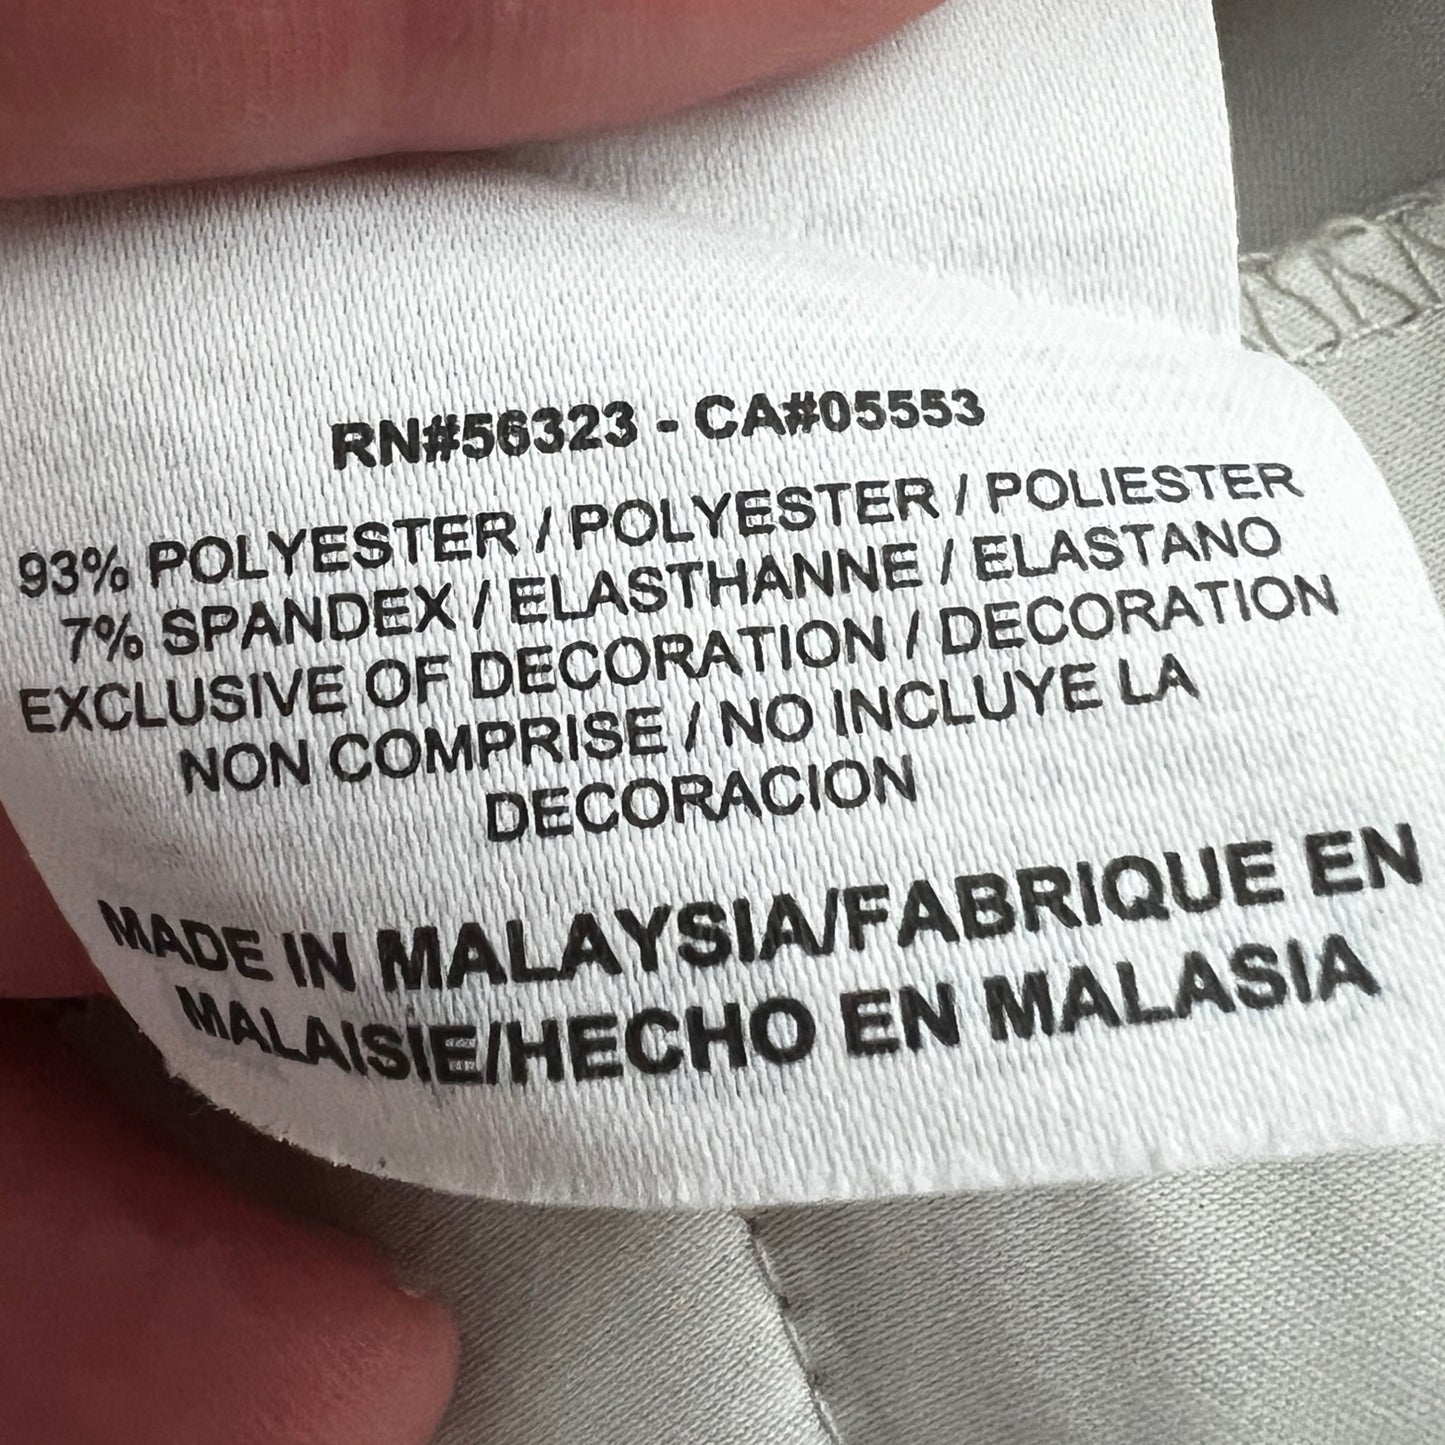 RN#56323 - CA#05553
93% POLYESTER / POLYESTER / POLIESTER
7% SPANDEX / ELASTHANNE / ELASTANO
EXCLUSIVE OF DECORATION / DECORATION
NON COMPRISE / NO INCLUYE LA
DECORACION
MADE IN MALAYSIA/FABRIQUE EN
MALAISIE/HECHO EN MALASIA